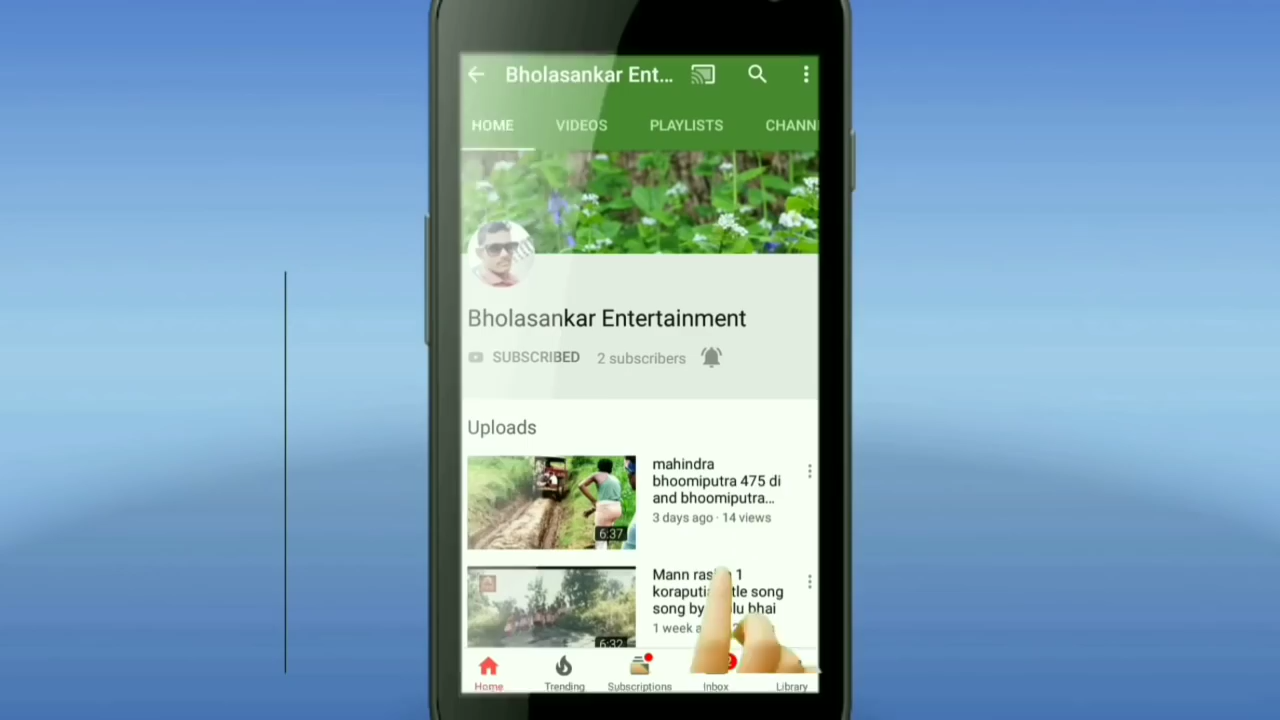 Bholasankar Ent...
HOME VIDEOS PLAYLISTS CHANN
Bholasankar Entertainment
SUBSCRIBED 2 subscribers
Uploads
mahindra
bhoomiputra 475 di
and bhoomiputra...
3 days ago · 14 views
6:37
Mann 1
song
song by bhai
1 week
6:32
Home Trending Subscriptions Inbox Library